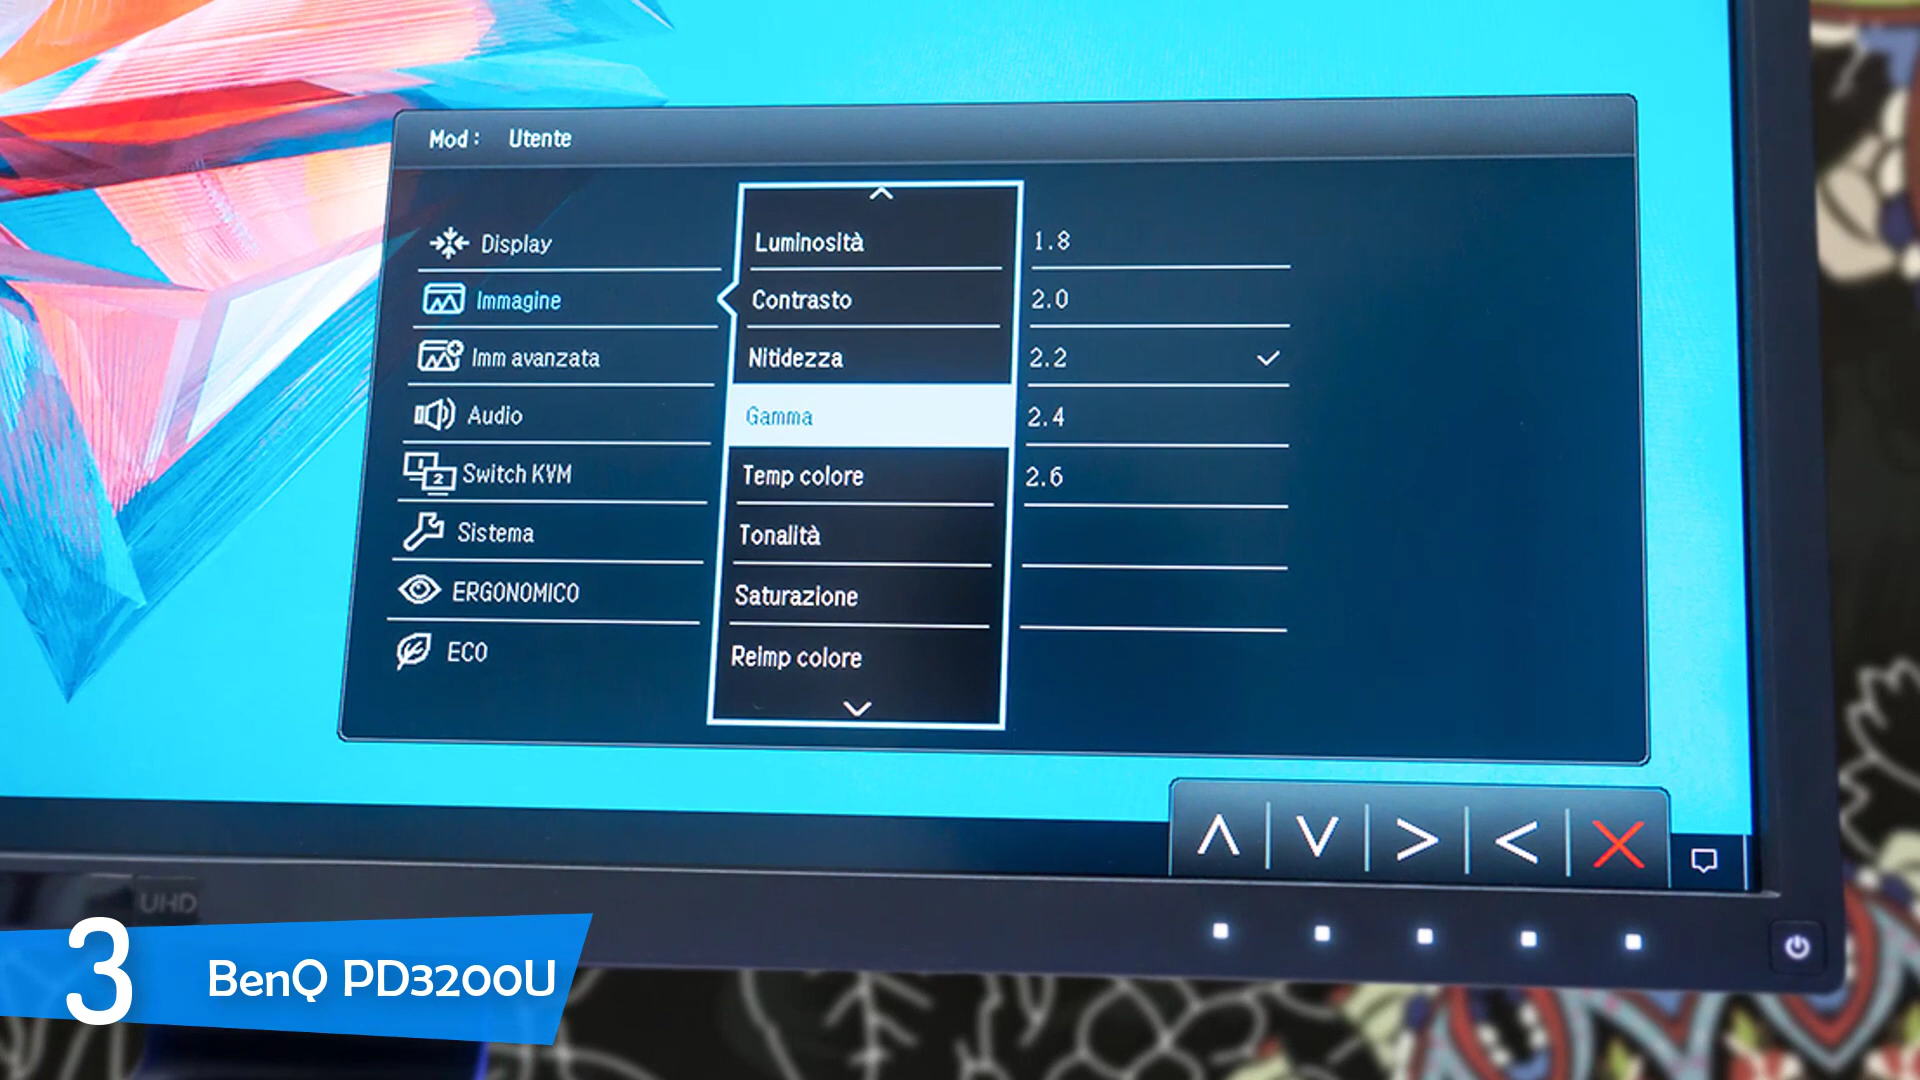 Mod : Utente
Display
Immagine
Imm avanzata
Audio
Switch KVM
Sistema
ERGONOMICO
ECO
Luminosità
Contrasto
Nitidezza
Gamma
Temp colore
Tonalità
Saturazione
Reimp colore
1.8
2.0
2.2
2.4
2.6
UHD
3 BenQ PD3200U